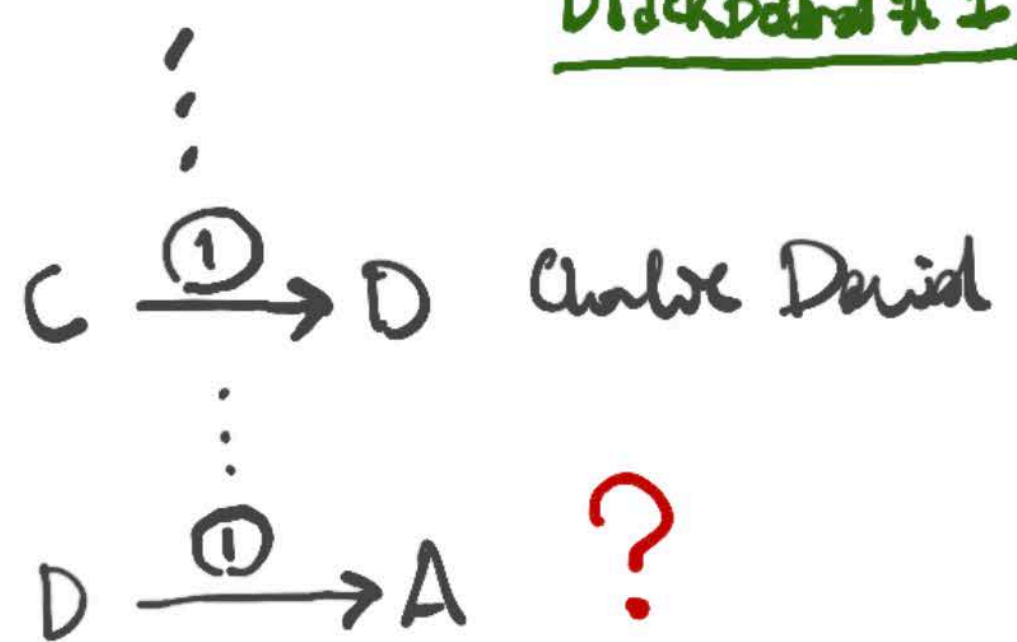 Blackboard # 1
①
C → D Charlie David
①
D → A ?